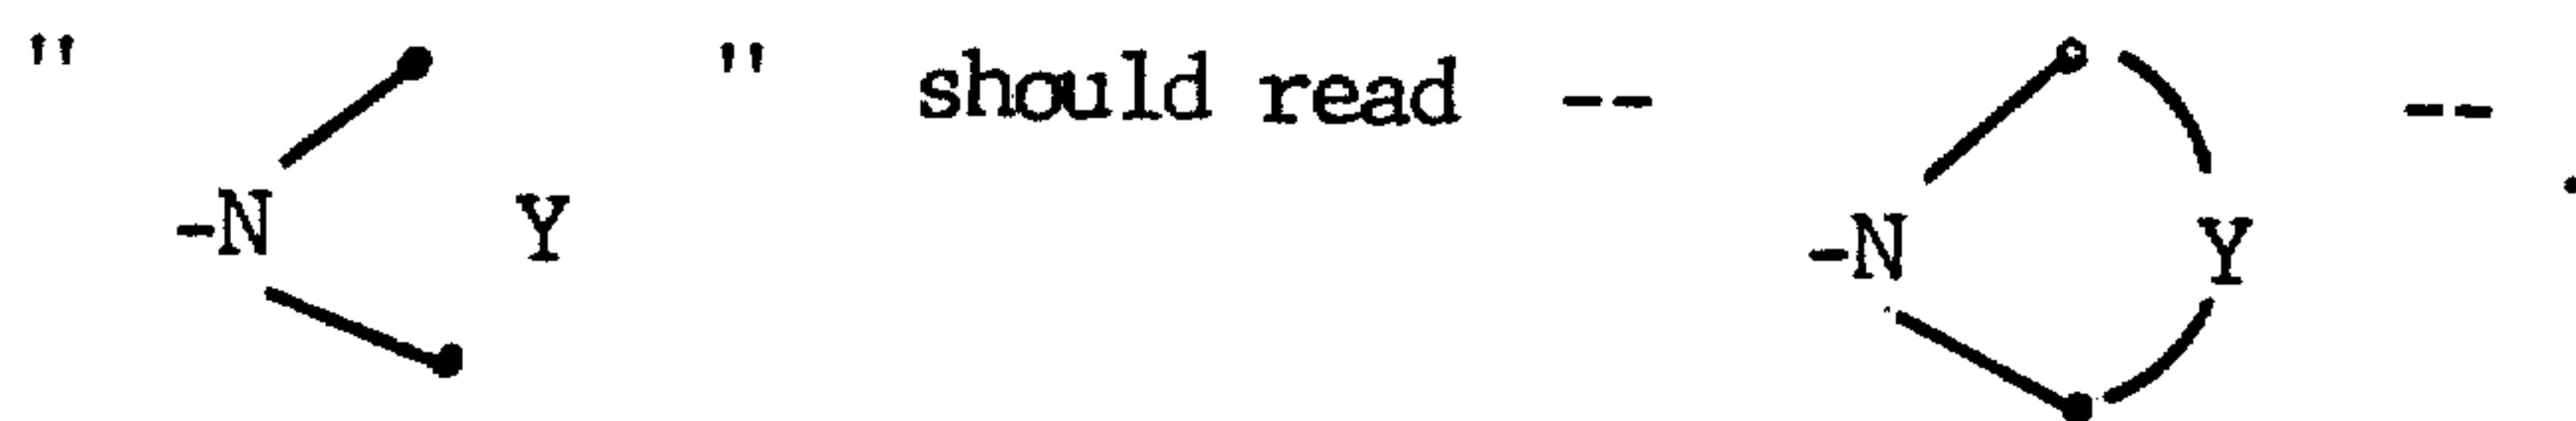 " " should read -- --
-N Y -N Y .